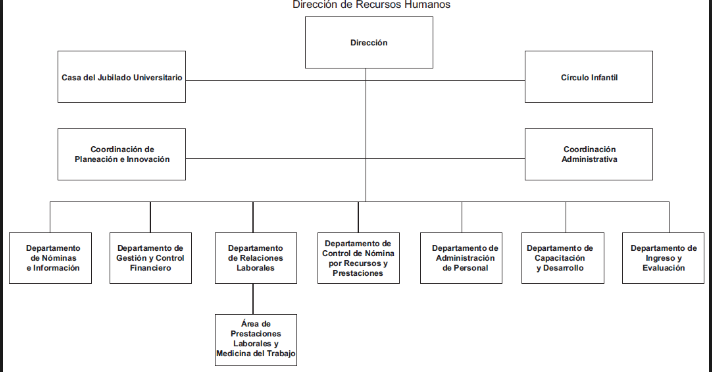 Dirección de Recursos Humanos
Dirección
Casa del Jubilado Universitario
Círculo Infantil
Coordinación de
Planeación e Innovación
Coordinación
Administrativa
Departamento
de Nóminas
e Información
Departamento de
Gestión y Control
Financiero
Departamento
de Relaciones
Laborales
Departamento de
Control de Nómina
por Recursos y
Prestaciones
Departamento de
Administración
de Personal
Departamento de
Capacitación
y Desarrollo
Departamento de
Ingreso y
Evaluación
Área de
Prestaciones
Laborales y
Medicina del Trabajo